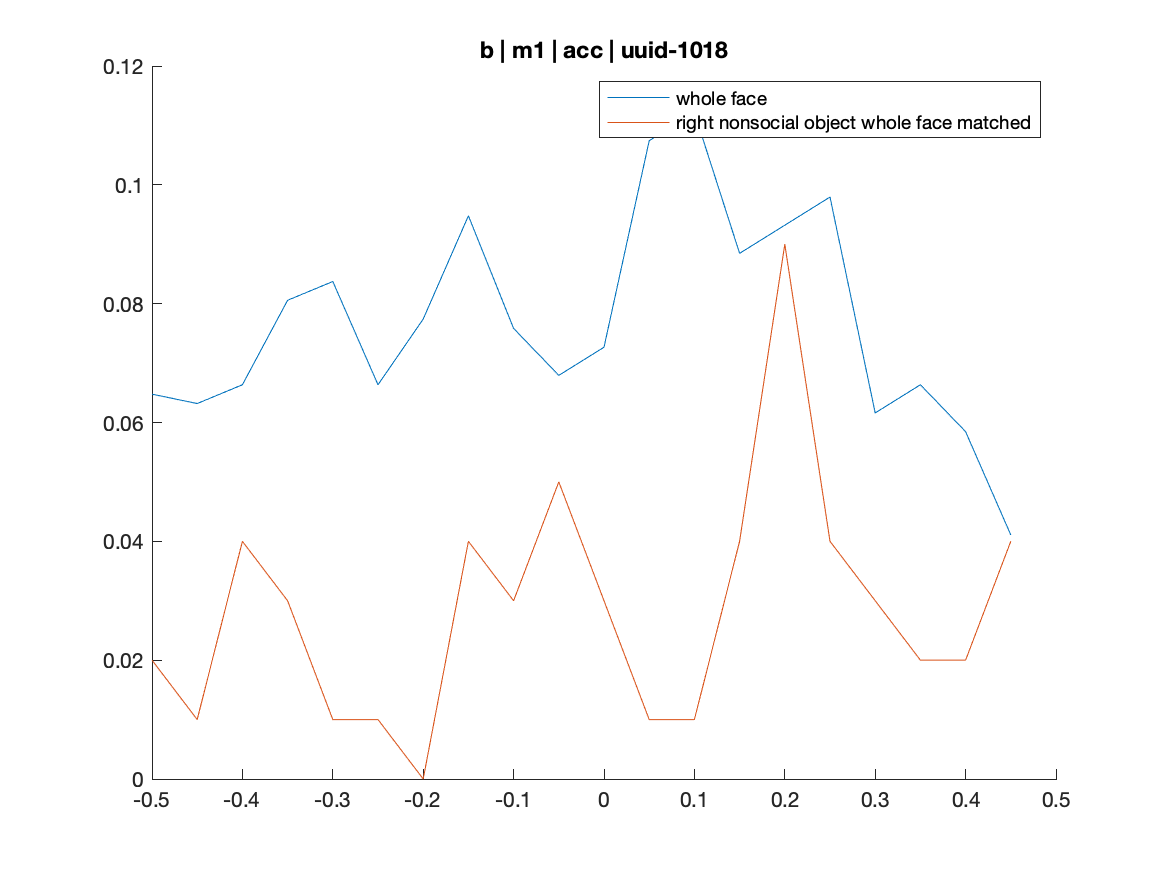 b | m1 | acc | uuid-1018
0.12
whole face
right nonsocial object whole face matched
0.1
0.08
0.06
0.04
0.02
0
-0.5 -0.4 -0.3 -0.2 -0.1 0 0.1 0.2 0.3 0.4 0.5